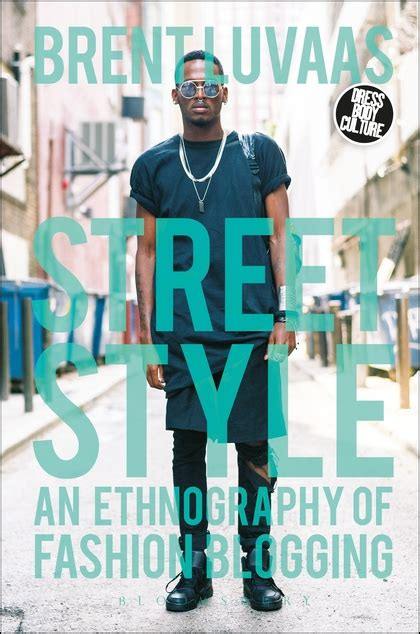 BRENT LUVAAS
DRESS
BODY
CULTURE
STREET
STYLE
AN ETHNOGRAPHY OF
FASHION BLOGGING
BLOOMSBURY